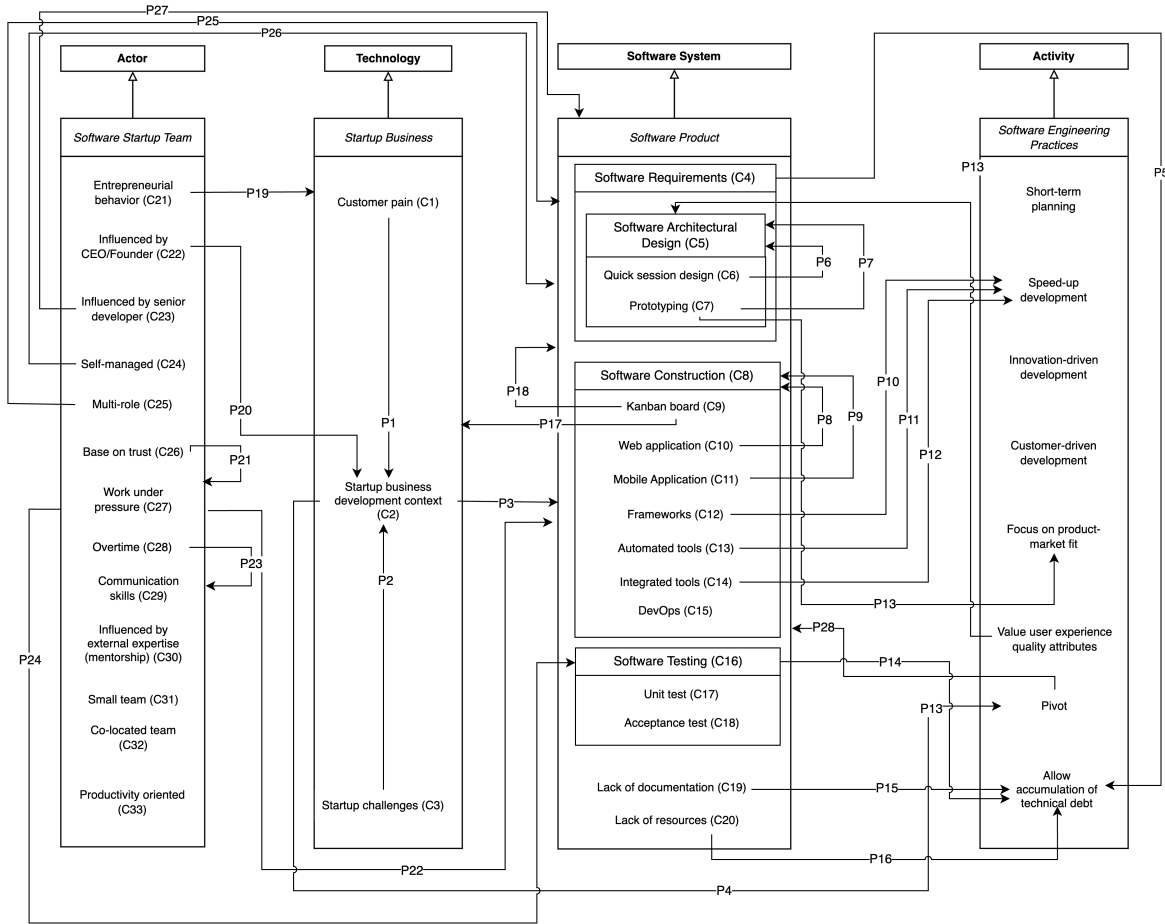 P27
P25
P26
Actor
Technology
Software System
Activity
Software Startup Team
Startup Business
Software Product
Software Engineering
Practices
P13
P5
Entrepreneurial
behavior (C21)
P19
Influenced by
CEO/Founder (C22)
Influenced by senior
developer (C23)
Self-managed (C24)
Multi-role (C25)
P20
Base on trust (C26)
P21
Work under
pressure (C27)
Overtime (C28)
P23
Communication
skills (C29)
Influenced by
external expertise
(mentorship) (C30)
P24
Small team (C31)
Co-located team
(C32)
Productivity oriented
(C33)
P22
Customer pain (C1)
P1
Startup business
development context
(C2)
P3
P2
Startup challenges (C3)
P4
Software Requirements (C4)
Software Architectural
Design (C5)
P6
P7
Quick session design (C6)
Prototyping (C7)
P18
P17
Software Construction (C8)
Kanban board (C9)
P8
P9
Web application (C10)
Mobile Application (C11)
Frameworks (C12)
Automated tools (C13)
Integrated tools (C14)
DevOps (C15)
P10
P11
P12
P13
P28
Software Testing (C16)
P14
Unit test (C17)
Acceptance test (C18)
P13
Lack of documentation (C19)
P15
Lack of resources (C20)
P16
Short-term
planning
Speed-up
development
Innovation-driven
development
Customer-driven
development
Focus on product-
market fit
Value user experience
quality attributes
Pivot
Allow
accumulation of
technical debt